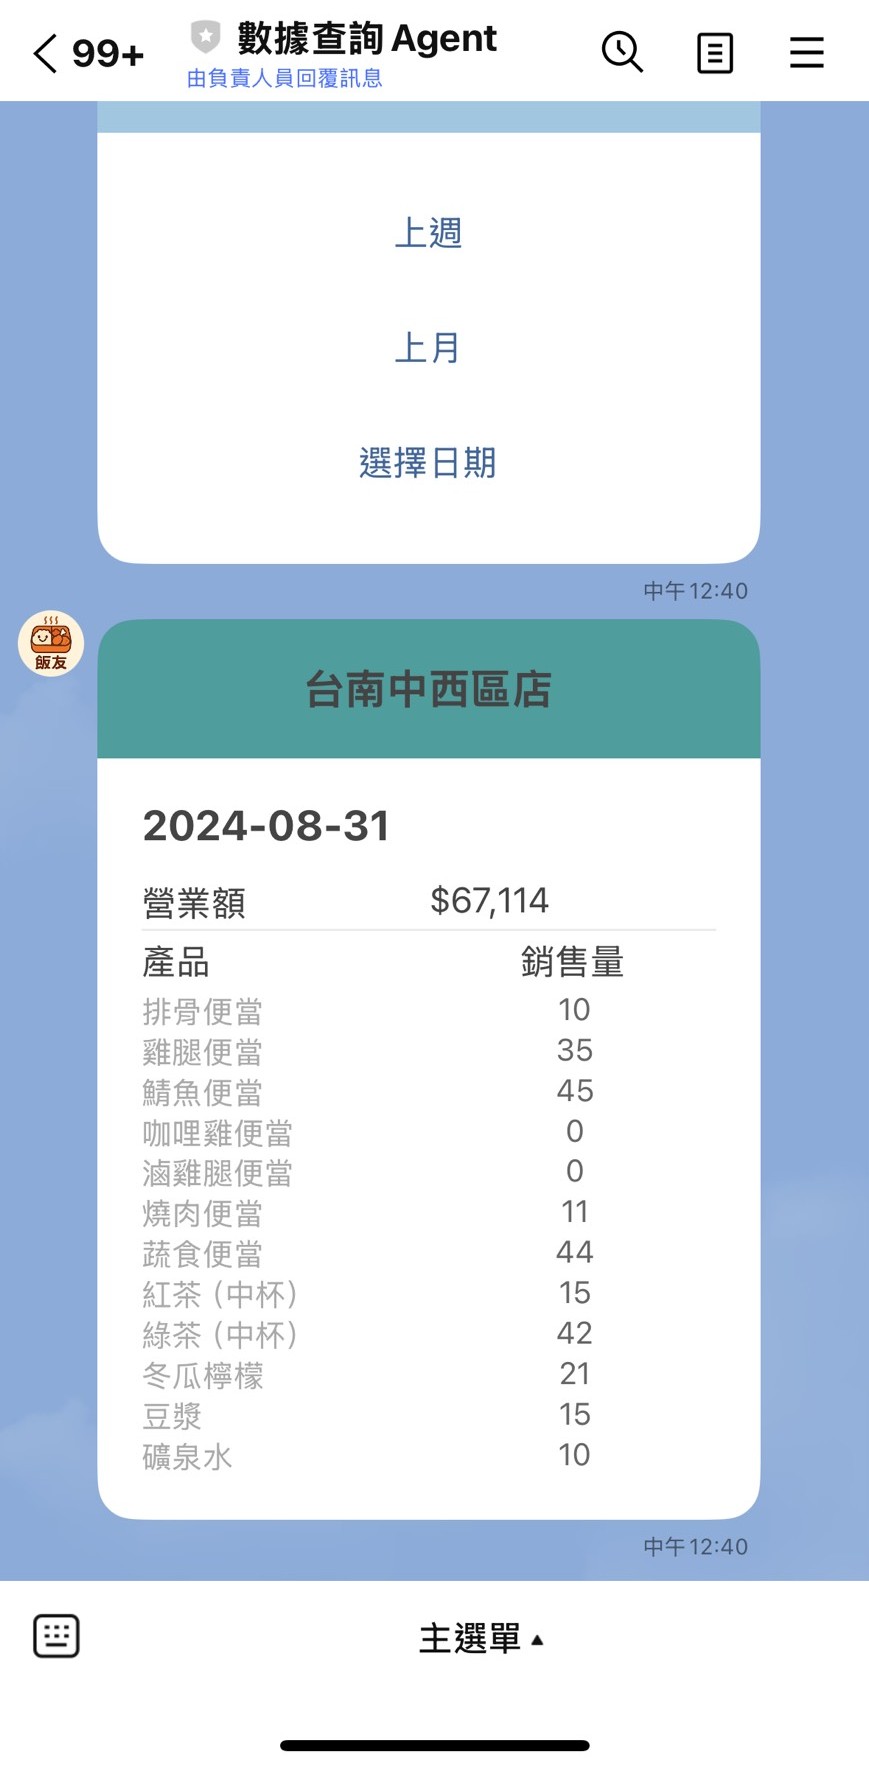 99+
數據查詢 Agent
由負責人員回覆訊息
上週
上月
選擇日期
中午 12:40
飯友
台南中西區店
2024-08-31
營業額 $67,114
產品 銷售量
排骨便當 10
雞腿便當 35
鯖魚便當 45
咖哩雞便當 0
滷雞腿便當 0
燒肉便當 11
蔬食便當 44
紅茶 (中杯) 15
綠茶 (中杯) 42
冬瓜檸檬 21
豆漿 15
礦泉水 10
中午 12:40
主選單 ▴